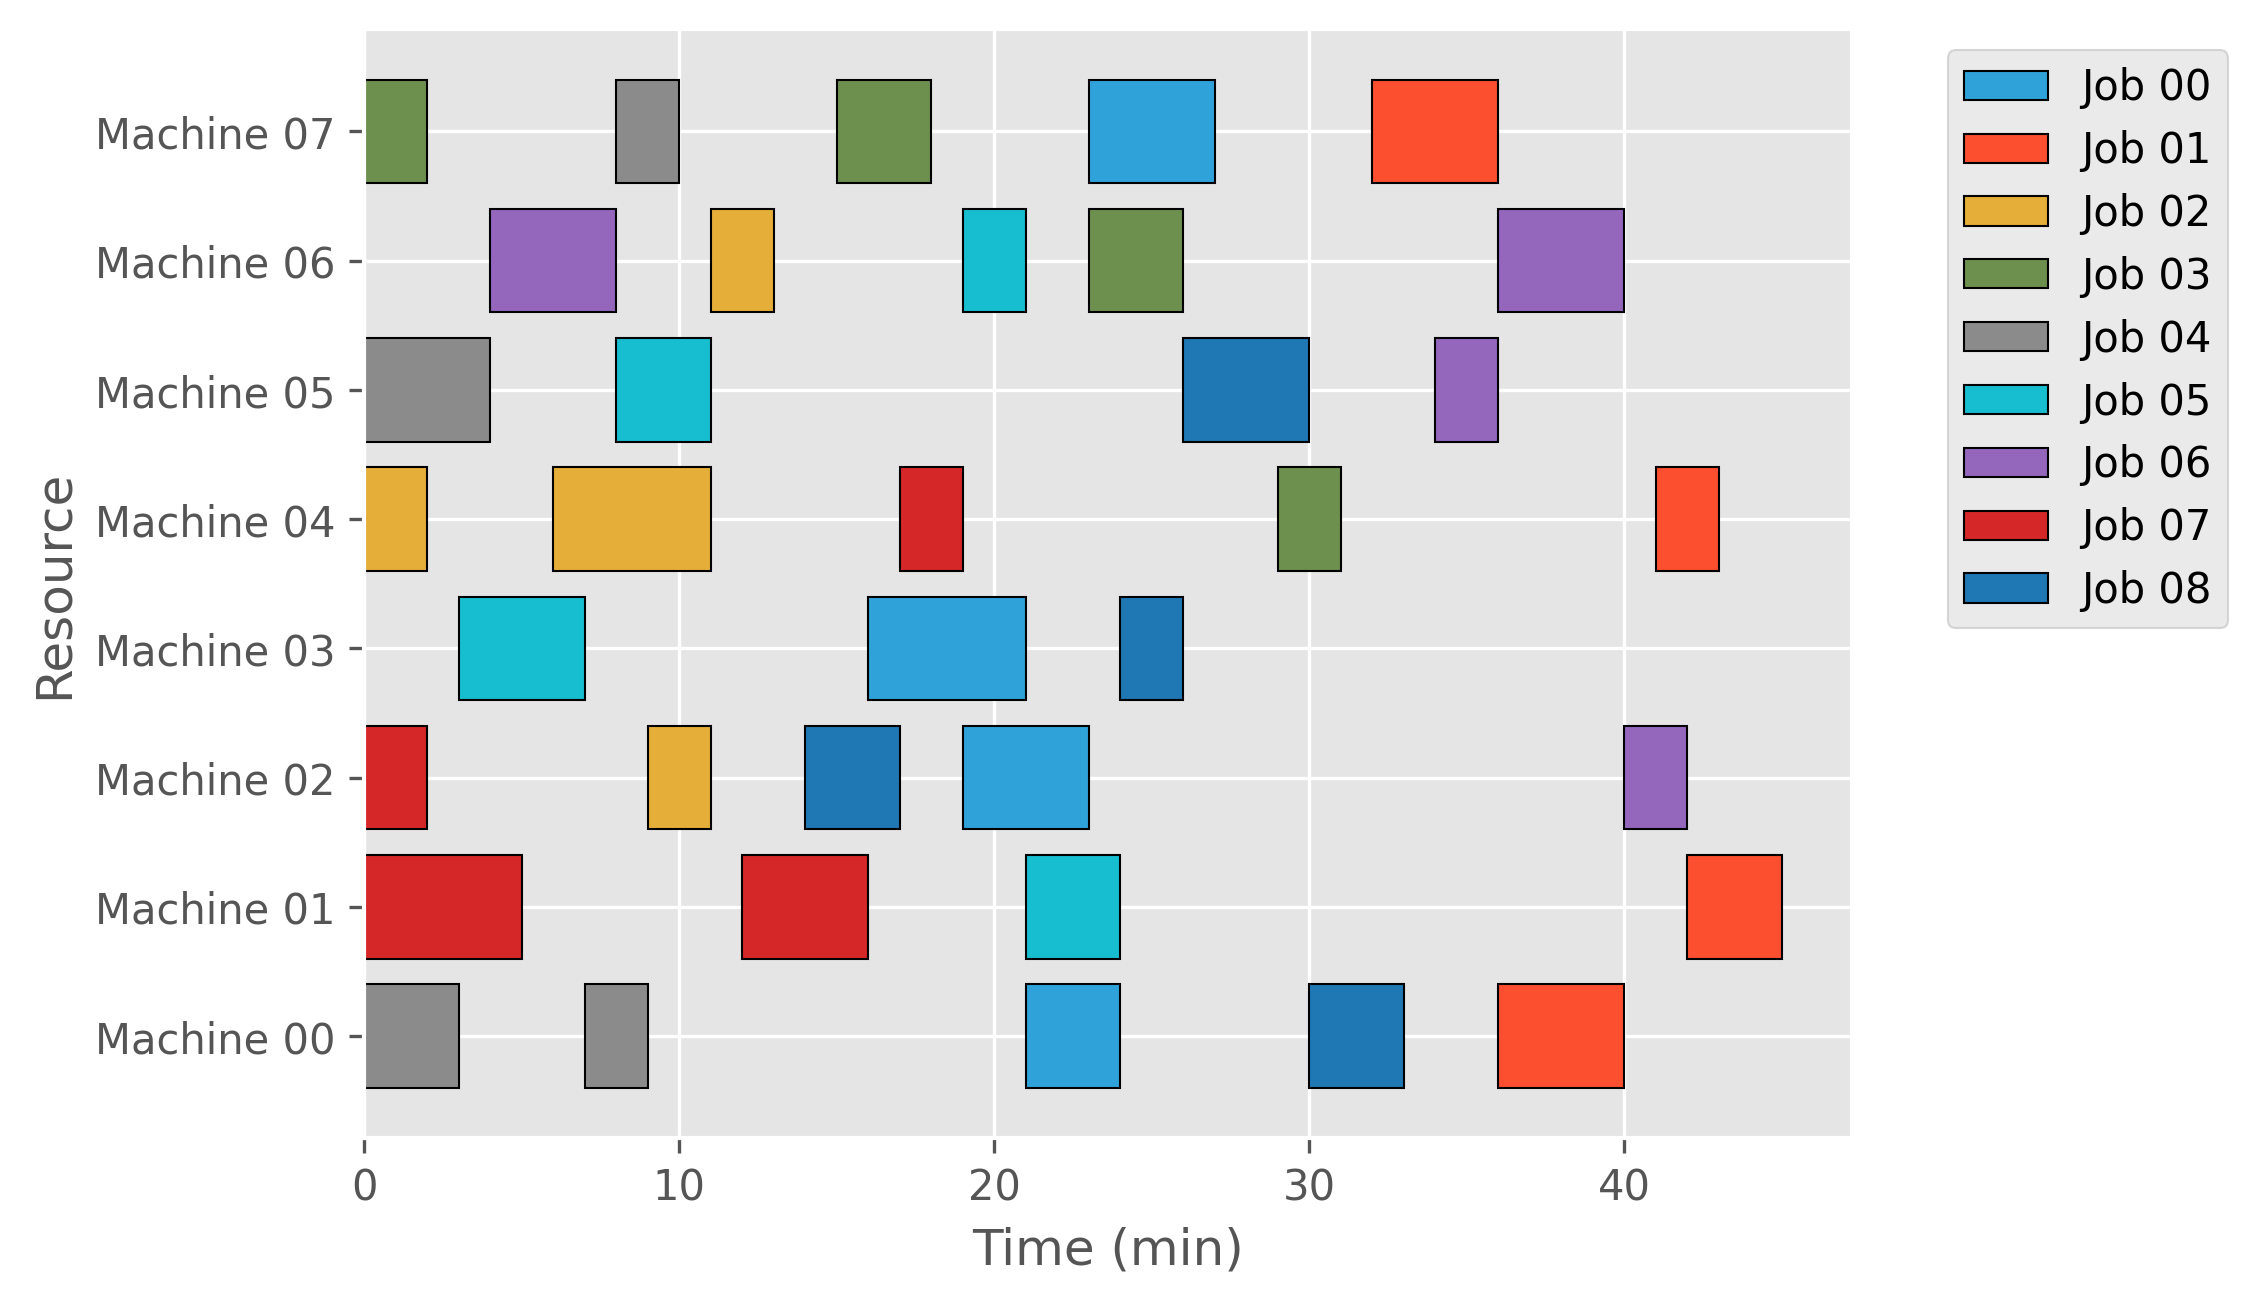 Machine 07
Machine 06
Machine 05
Machine 04
Machine 03
Machine 02
Machine 01
Machine 00
Resource
0 10 20 30 40
Time (min)
Job 00
Job 01
Job 02
Job 03
Job 04
Job 05
Job 06
Job 07
Job 08